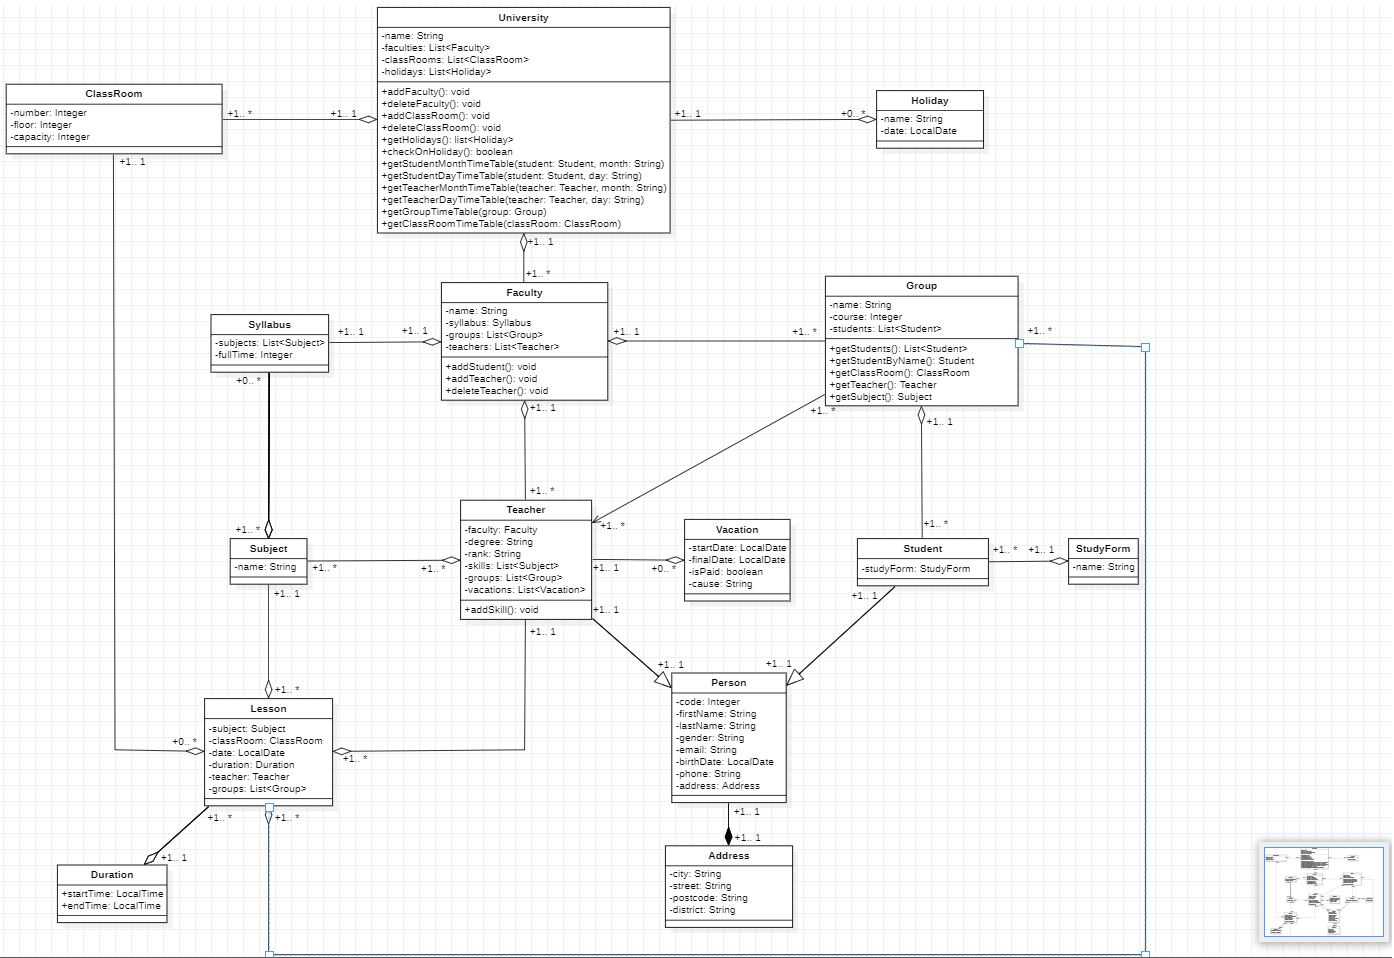 University
-name: String
-faculties: List<Faculty>
-classRooms: List<ClassRoom>
-holidays: List<Holiday>
+addFaculty(): void
+deleteFaculty(): void
+addClassRoom(): void
+deleteClassRoom(): void
+getHolidays(): list<Holiday>
+checkOnHoliday(): boolean
+getStudentMonthTimeTable(student: Student, month: String)
+getStudentDayTimeTable(student: Student, day: String)
+getTeacherMonthTimeTable(teacher: Teacher, month: String)
+getTeacherDayTimeTable(teacher: Teacher, day: String)
+getGroupTimeTable(group: Group)
+getClassRoomTimeTable(classRoom: ClassRoom)
ClassRoom
-number: Integer
-floor: Integer
-capacity: Integer
+1.. *
+1.. 1
+1.. 1
+1.. 1
+0.. *
Holiday
-name: String
-date: LocalDate
+1.. 1
+1.. *
Faculty
-name: String
-syllabus: Syllabus
-groups: List<Group>
-teachers: List<Teacher>
+addStudent(): void
+addTeacher(): void
+deleteTeacher(): void
Syllabus
-subjects: List<Subject>
-fullTime: Integer
+1.. 1
+1.. 1
+0.. *
+1.. 1
+1.. *
Group
-name: String
-course: Integer
-students: List<Student>
+getStudents(): List<Student>
+getStudentByName(): Student
+getClassRoom(): ClassRoom
+getTeacher(): Teacher
+getSubject(): Subject
+1.. *
+1.. *
+1.. 1
+1.. 1
+1.. *
Teacher
-faculty: Faculty
-degree: String
-rank: String
-skills: List<Subject>
-groups: List<Group>
-vacations: List<Vacation>
+addSkill(): void
+1.. *
+1.. *
Subject
-name: String
+1.. *
+1.. *
+1.. 1
+1.. 1
+0.. *
Vacation
-startDate: LocalDate
-finalDate: LocalDate
-isPaid: boolean
-cause: String
+1.. *
Student
-studyForm: StudyForm
+1.. *
+1.. 1
StudyForm
-name: String
+1.. 1
+1.. 1
+1.. 1
+1.. 1
+1.. 1
Person
-code: Integer
-firstName: String
-lastName: String
-gender: String
-email: String
-birthDate: LocalDate
-phone: String
-address: Address
+1.. *
Lesson
-subject: Subject
-classRoom: ClassRoom
-date: LocalDate
-duration: Duration
-teacher: Teacher
-groups: List<Group>
+0.. *
+1.. *
+1.. *
+1.. *
+1.. 1
Duration
+startTime: LocalTime
+endTime: LocalTime
+1.. 1
+1.. 1
Address
-city: String
-street: String
-postcode: String
-district: String